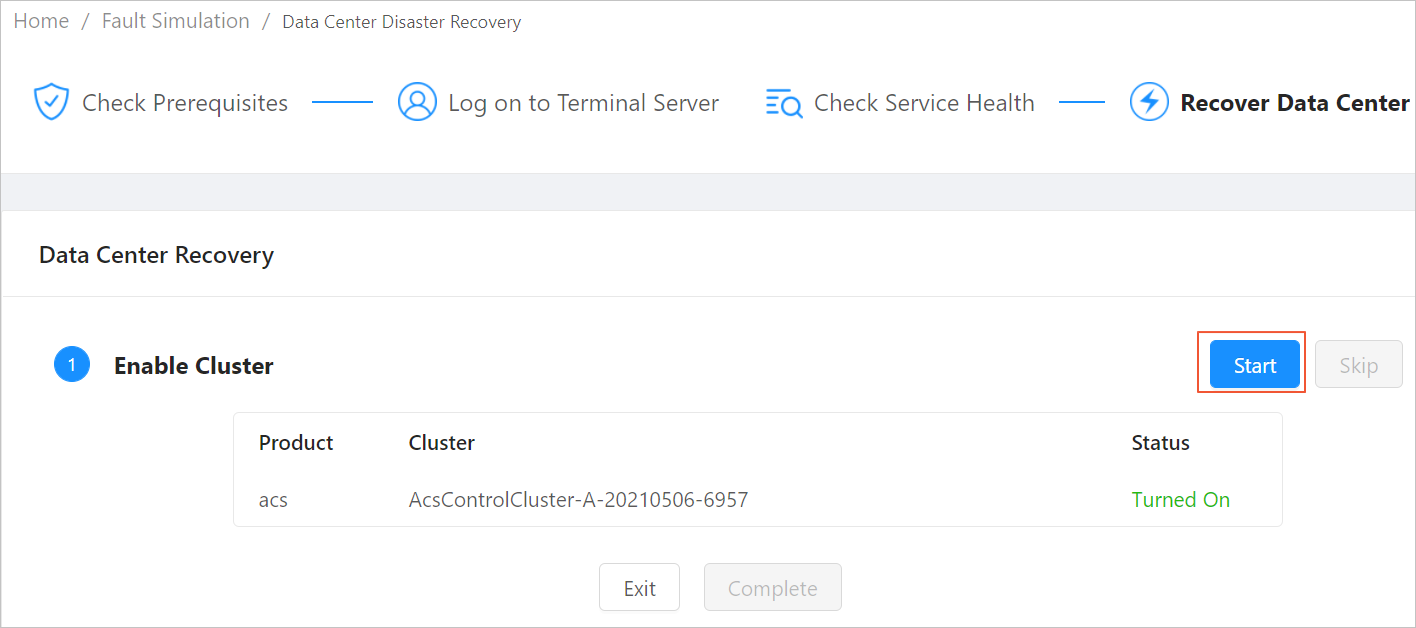 Home / Fault Simulation / Data Center Disaster Recovery
Check Prerequisites Log on to Terminal Server Check Service Health Recover Data Center
Data Center Recovery
1 Enable Cluster Start Skip
Product Cluster Status
acs AcsControlCluster-A-20210506-6957 Turned On
Exit Complete